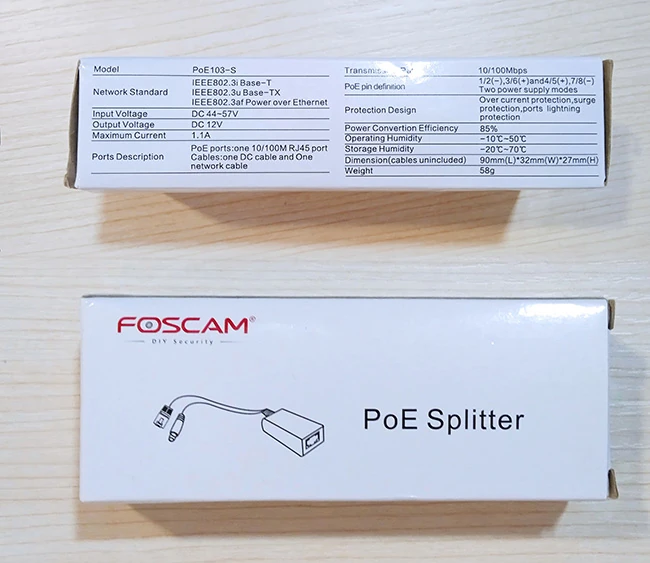 Model PoE103-S
Network Standard
IEEE802.3i Base-T
IEEE802.3u Base-TX
IEEE802.3af Power over Ethernet
Input Voltage DC 44~57V
Output Voltage DC 12V
Maximum Current 1.1A
Ports Description
PoE ports:one 10/100M RJ45 port
Cables:one DC cable and One
network cable
10/100Mbps
PoE pin definition
1/2(-),3/6(+)and4/5(+),7/8(-)
Two power supply modes
Protection Design
Over current protection,surge
protection,ports lightning
protection
Power Convertion Efficiency 85%
Operating Humidity -10℃~50℃
Storage Humidity -20℃~70℃
Dimension(cables unincluded) 90mm(L)*32mm(W)*27mm(H)
Weight 58g
FOSCAM®
DIY Security
PoE Splitter